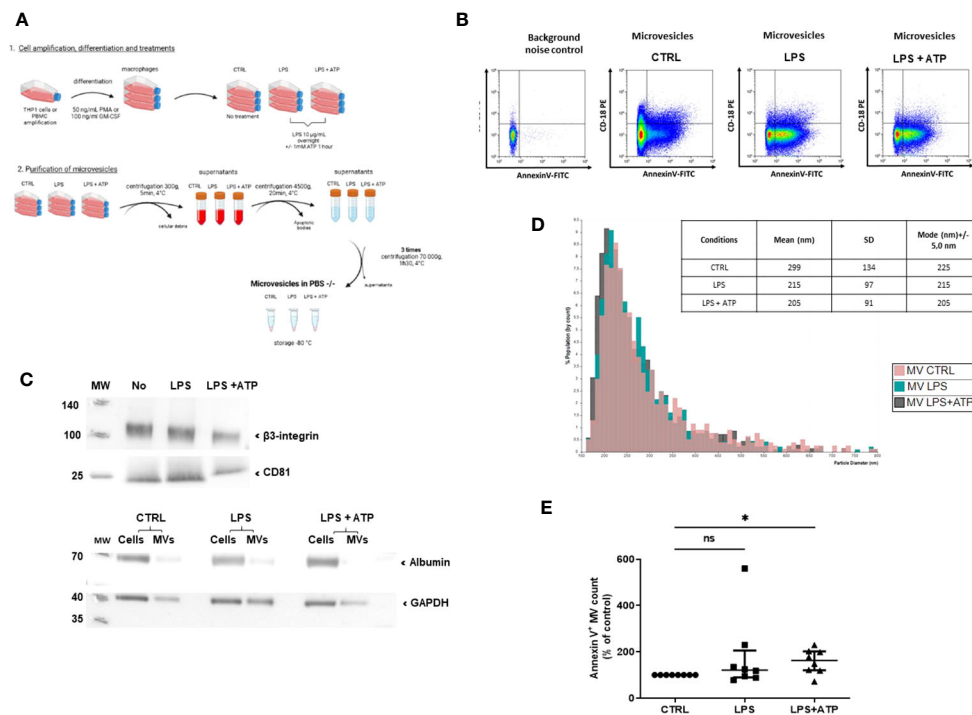 A
1. Cell amplification, differentiation and treatments
THP1 cells or
PBMC
amplification
differentiation
50 ng/mL PMA or
100 ng/ml GM-CSF
macrophages
CTRL
LPS
LPS + ATP
No treatment
LPS 10 µg/mL
overnight
+/- 1mM ATP 1 hour
2. Purification of microvesicles
CTRL
LPS
LPS + ATP
centrifugation 300g,
5min, 4°C
cellular debris
supernatants
CTRL LPS LPS + ATP
centrifugation 4500g,
20min, 4°C
Apoptotic
bodies
supernatants
CTRL LPS LPS + ATP
3 times
centrifugation 70 000g,
1h30, 4°C
supernatants
Microvesicles in PBS -/-
CTRL LPS LPS + ATP
storage -80 °C
B
Background
noise control
AnnexinV-FITC
Microvesicles
CTRL
CD-18 PE
AnnexinV-FITC
Microvesicles
LPS
CD-18 PE
AnnexinV-FITC
Microvesicles
LPS + ATP
CD-18 PE
AnnexinV-FITC
C
MW No LPS LPS +ATP
140
100
β3-integrin
25
CD81
CTRL LPS LPS + ATP
MW Cells MVs Cells MVs Cells MVs
70
Albumin
40
GAPDH
35
D
Conditions Mean (nm) SD Mode (nm)+/- 5,0 nm
CTRL 299 134 225
LPS 215 97 215
LPS + ATP 205 91 205
% Population (by count)
MV CTRL
MV LPS
MV LPS+ATP
Particle Diameter (nm)
E
*
ns
Annexin V⁺ MV count
(% of control)
600
400
200
0
CTRL LPS LPS+ATP